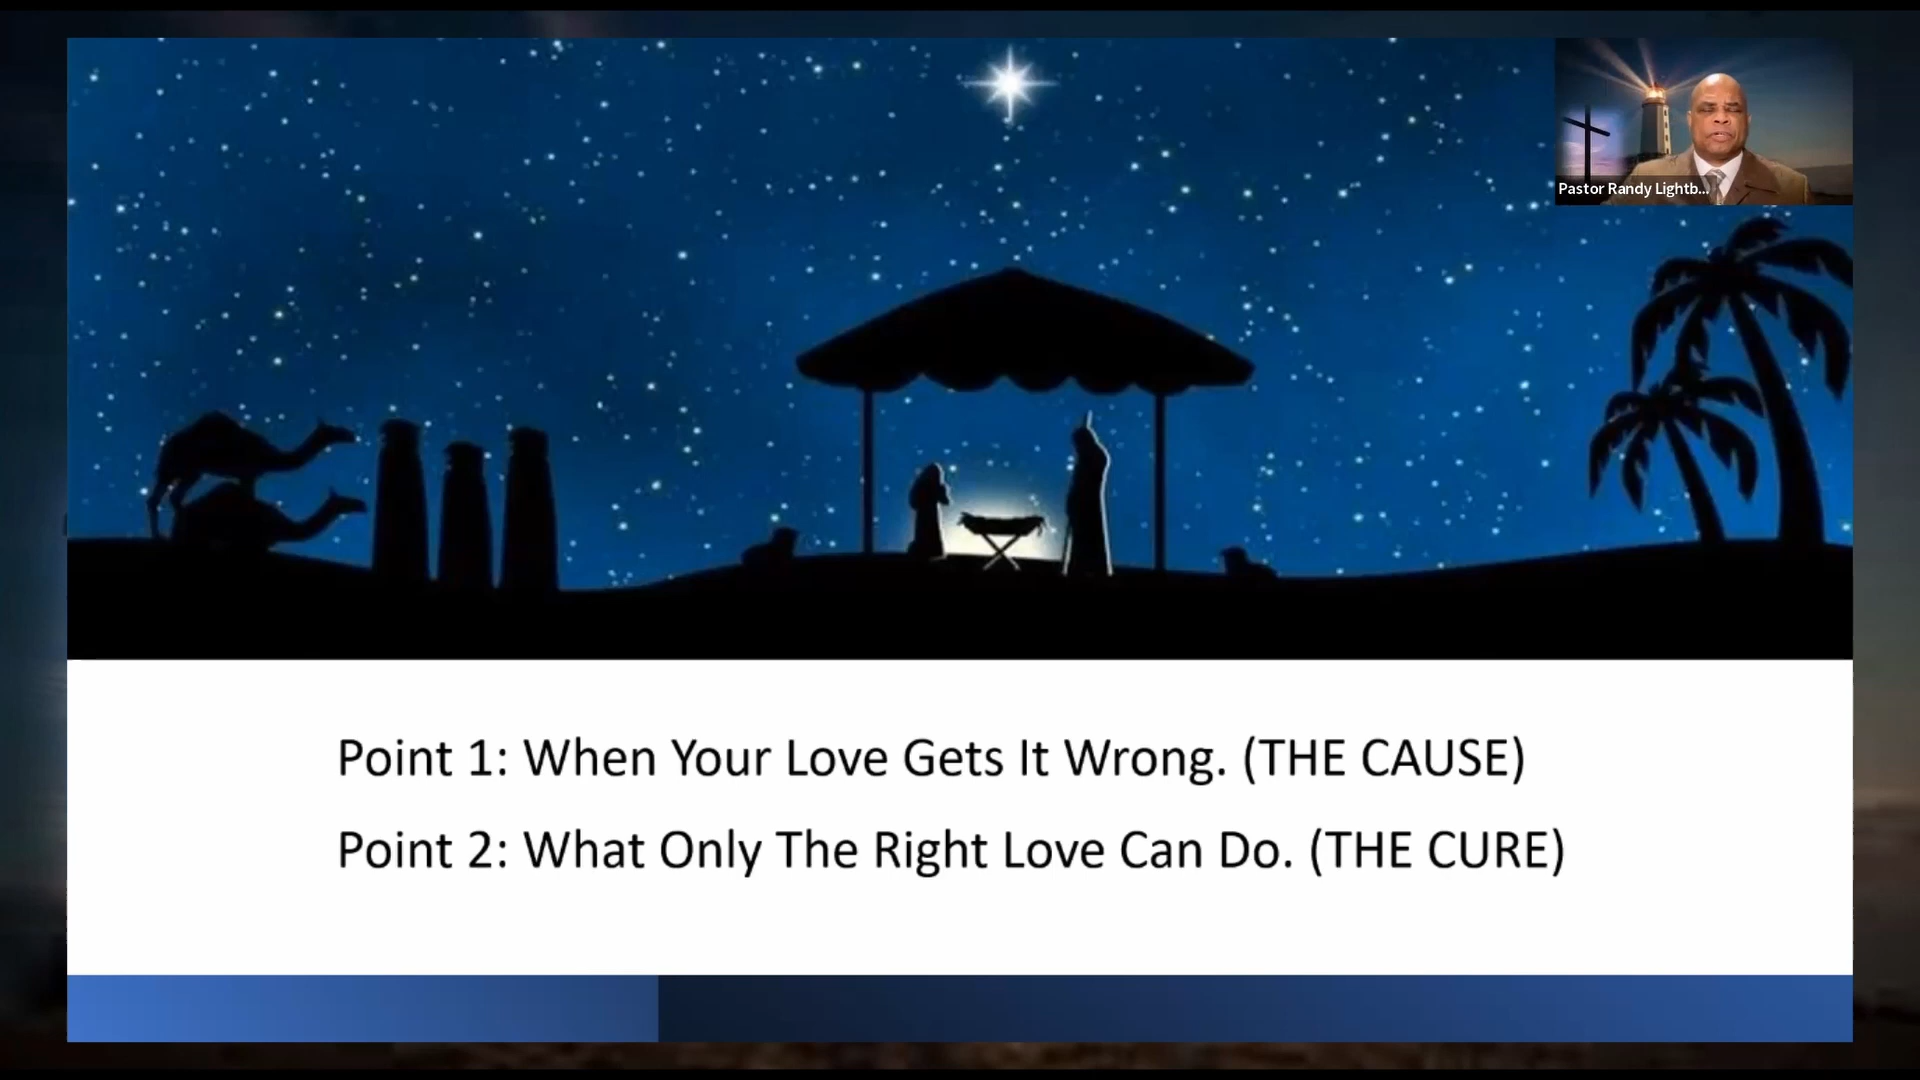 Pastor Randy Lightb...
Point 1: When Your Love Gets It Wrong. (THE CAUSE)
Point 2: What Only The Right Love Can Do. (THE CURE)